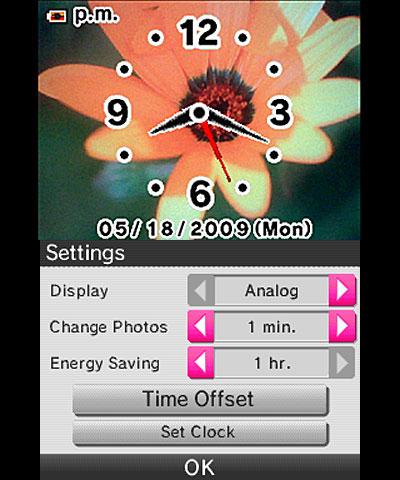 p.m.
12
9 3
6
05/18/2009(Mon)
Settings
Display Analog
Change Photos 1 min.
Energy Saving 1 hr.
Time Offset
Set Clock
OK